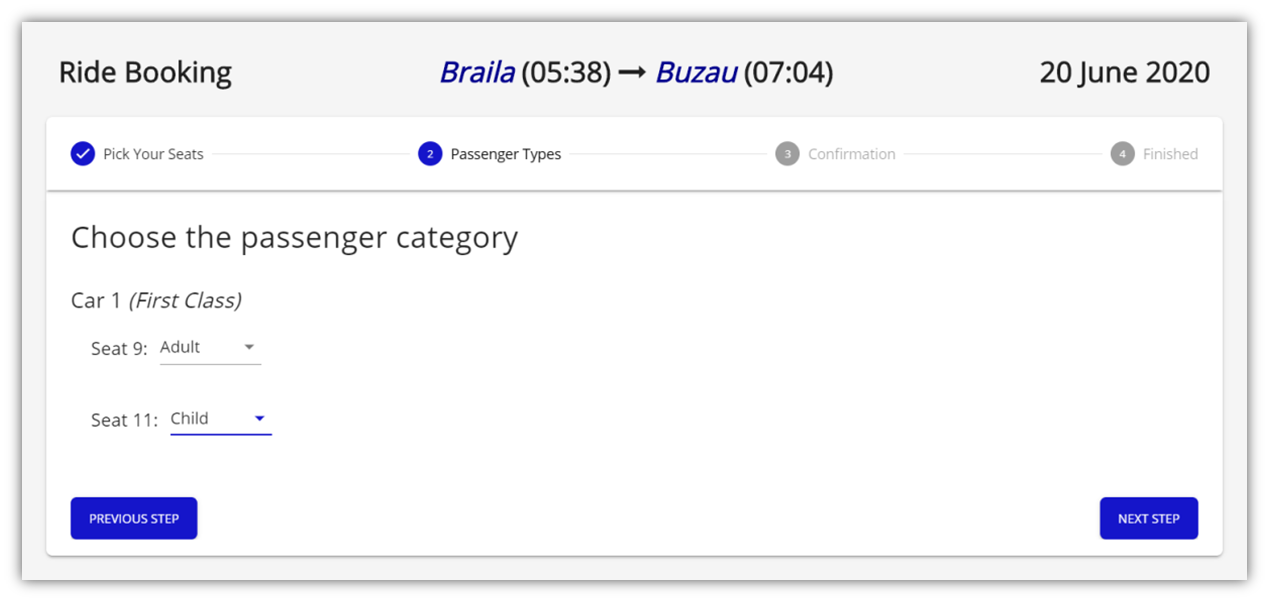 Ride Booking Braila (05:38) → Buzau (07:04) 20 June 2020
Pick Your Seats 2 Passenger Types 3 Confirmation 4 Finished
Choose the passenger category
Car 1 (First Class)
Seat 9: Adult
Seat 11: Child
PREVIOUS STEP NEXT STEP